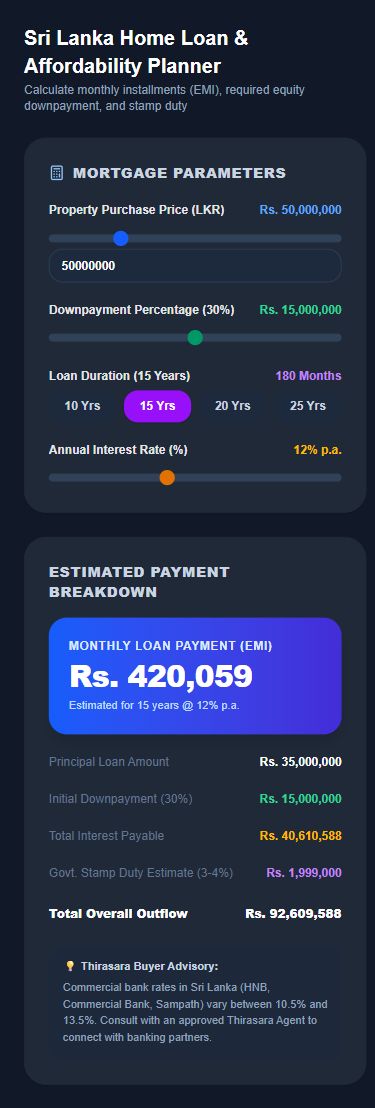 Sri Lanka Home Loan &
Affordability Planner
Calculate monthly installments (EMI), required equity
downpayment, and stamp duty
MORTGAGE PARAMETERS
Property Purchase Price (LKR) Rs. 50,000,000
50000000
Downpayment Percentage (30%) Rs. 15,000,000
Loan Duration (15 Years) 180 Months
10 Yrs 15 Yrs 20 Yrs 25 Yrs
Annual Interest Rate (%) 12% p.a.
ESTIMATED PAYMENT
BREAKDOWN
MONTHLY LOAN PAYMENT (EMI)
Rs. 420,059
Estimated for 15 years @ 12% p.a.
Principal Loan Amount Rs. 35,000,000
Initial Downpayment (30%) Rs. 15,000,000
Total Interest Payable Rs. 40,610,588
Govt. Stamp Duty Estimate (3-4%) Rs. 1,999,000
Total Overall Outflow Rs. 92,609,588
💡 Thirasara Buyer Advisory:
Commercial bank rates in Sri Lanka (HNB,
Commercial Bank, Sampath) vary between 10.5% and
13.5%. Consult with an approved Thirasara Agent to
connect with banking partners.